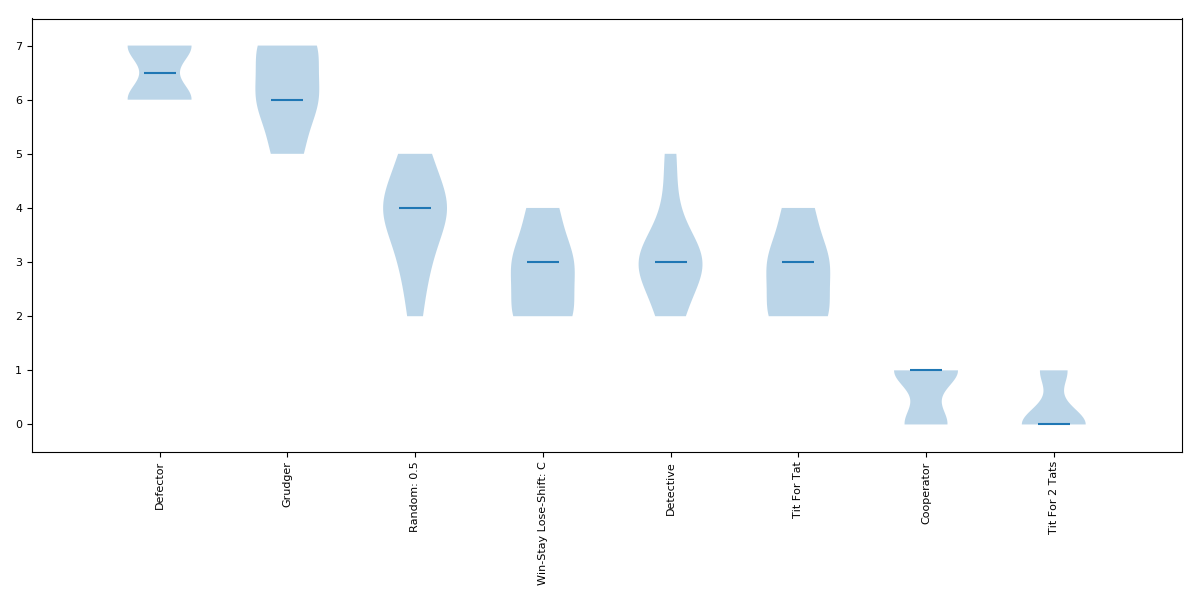 7
6
5
4
3
2
1
0
Defector
Grudger
Random: 0.5
Win-Stay Lose-Shift: C
Detective
Tit For Tat
Cooperator
Tit For 2 Tats